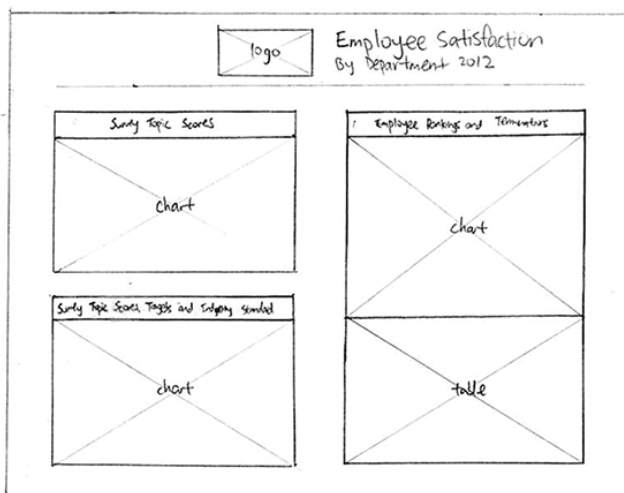 logo
Employee Satisfaction
By Department 2012
Survey Topic Scores
chart
Survey Topic Scores, Targets and Industry Standard
chart
Employee Rankings and Terminations
chart
table